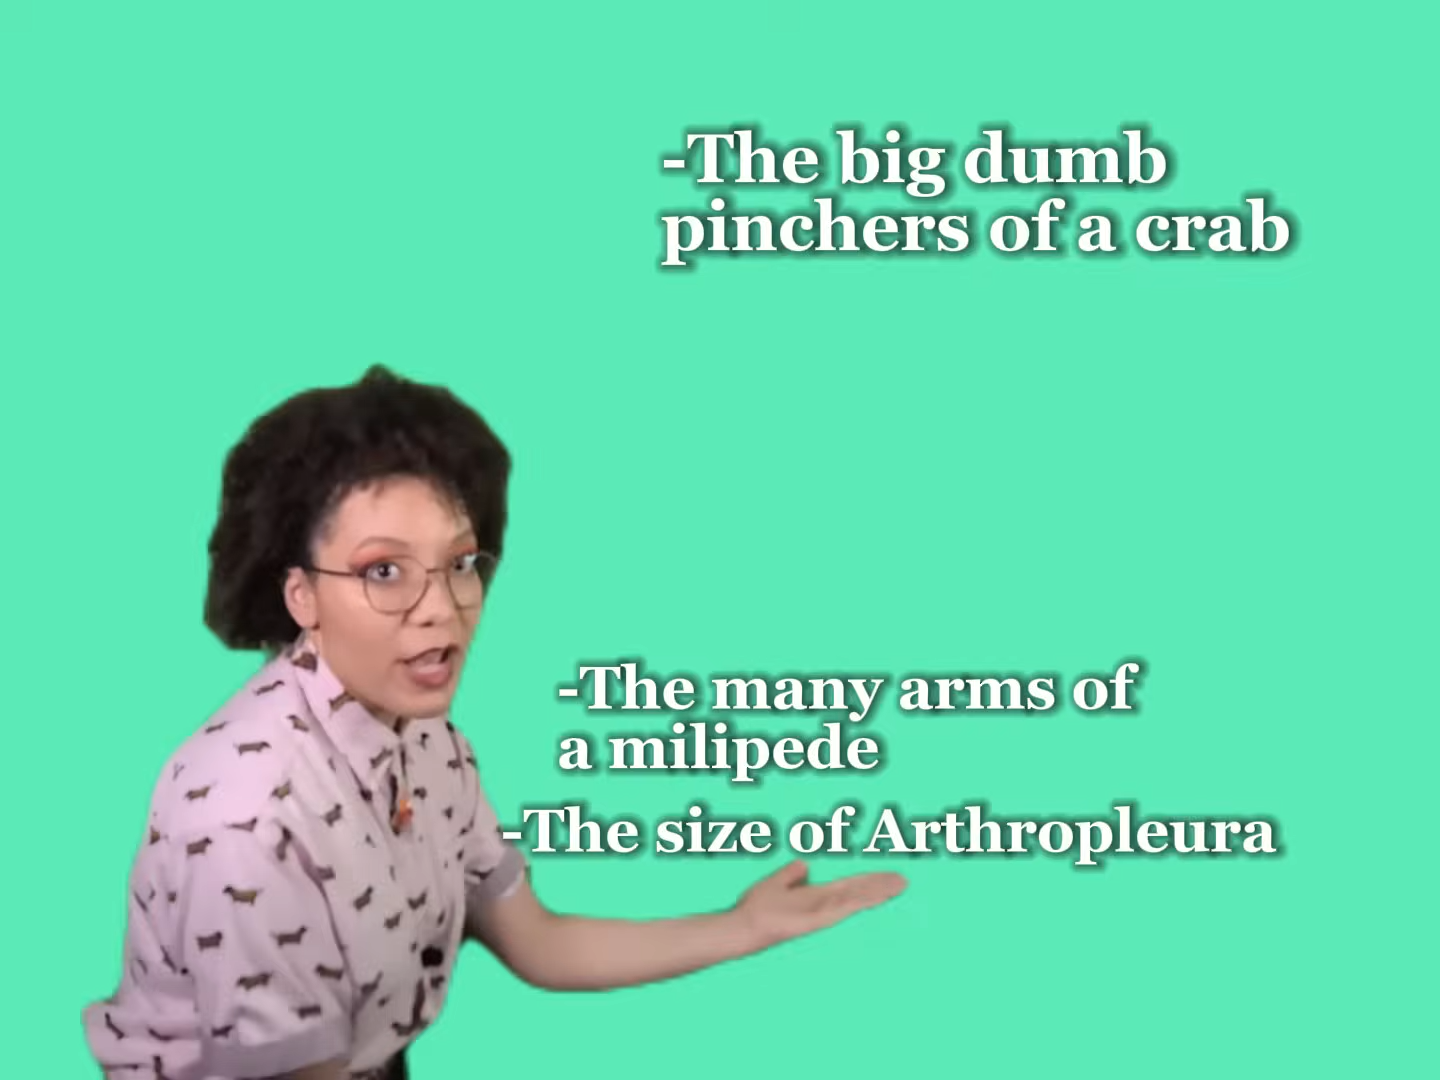 -The big dumb
pinchers of a crab
-The many arms of
a milipede
-The size of Arthropleura